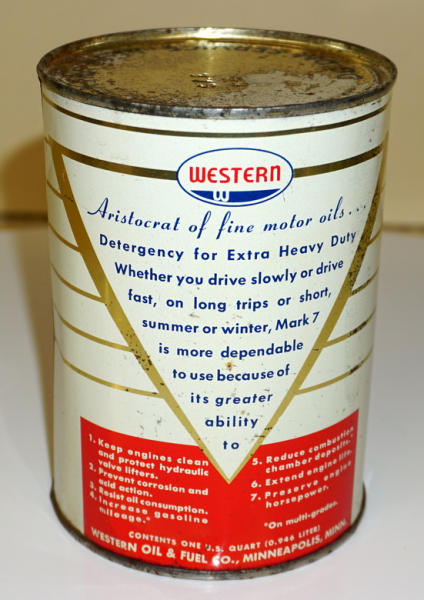 WESTERN
W
Aristocrat of fine motor oils...
Detergency for Extra Heavy Duty
Whether you drive slowly or drive
fast, on long trips or short,
summer or winter, Mark 7
is more dependable
to use because of
its greater
ability
to
1. Keep engines clean
and protect hydraulic
valve lifters.
2. Prevent corrosion and
acid action.
3. Resist oil consumption.
4. Increase gasoline
mileage.*
5. Reduce combustion
chamber deposits.
6. Extend engine life.
7. Preserve engine
horsepower.
*On multi-grades.
CONTENTS ONE U.S. QUART (0.946 LITER)
WESTERN OIL & FUEL CO., MINNEAPOLIS, MINN.